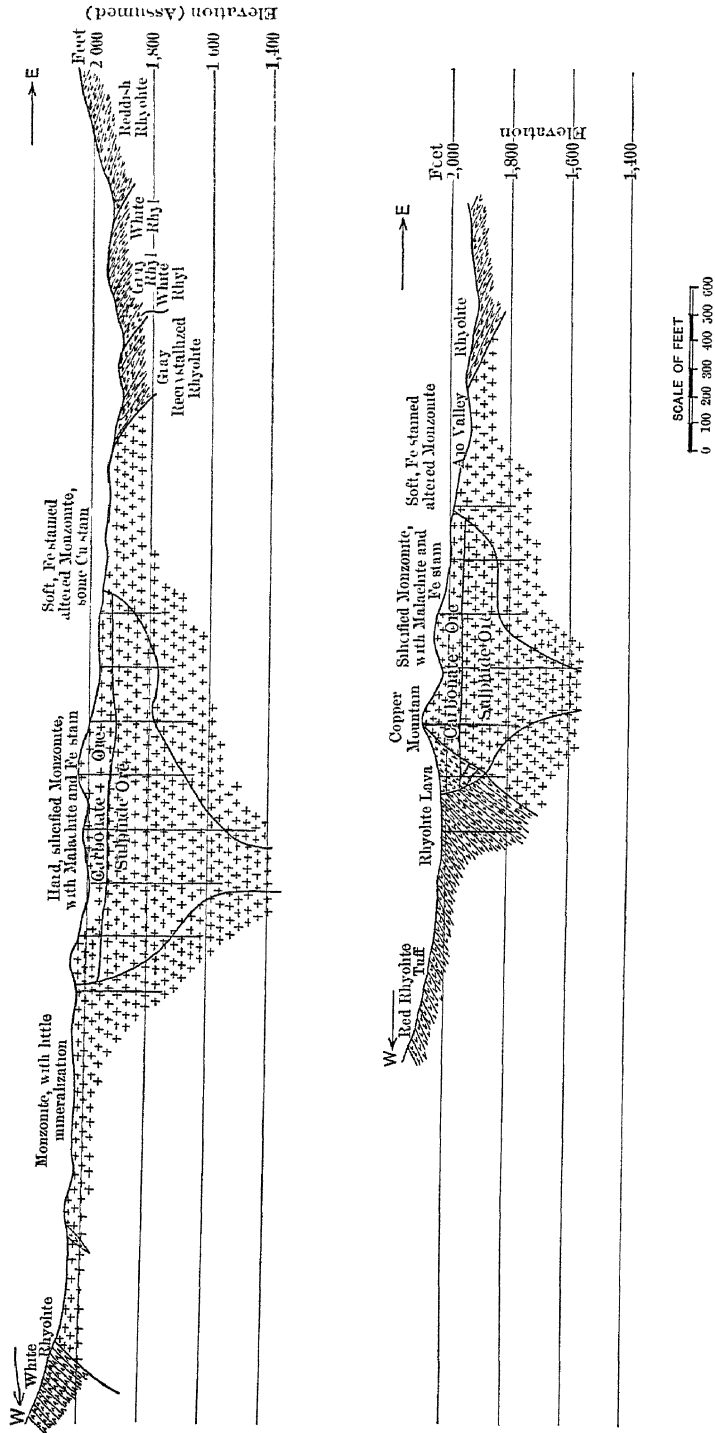 W
E
White
Rhyolite
Monzonite, with little
mineralization
Hard, silicified Monzonite,
with Malachite and Fe stain
Carbonate Ore
Sulphide Ore
Soft, Fe stained
altered Monzonite,
some Cu stain
Gray
Recrystallized
Rhyolite
White
Rhyl
Gray
Rhyl
White
Rhyl
Reddish
Rhyolite
Feet
2 000
1,800
1 600
1,400
Elevation (Assumed)
W
E
Red Rhyolite
Tuff
Rhyolite Lava
Copper
Mountain
Silicified Monzonite,
with Malachite and
Fe stain
Carbonate Ore
Sulphide Ore
Soft, Fe stained
altered Monzonite
Valley
Rhyolite
Feet
2,000
1,800
1,600
1,400
Elevation
SCALE OF FEET
0 100 200 300 400 500 600